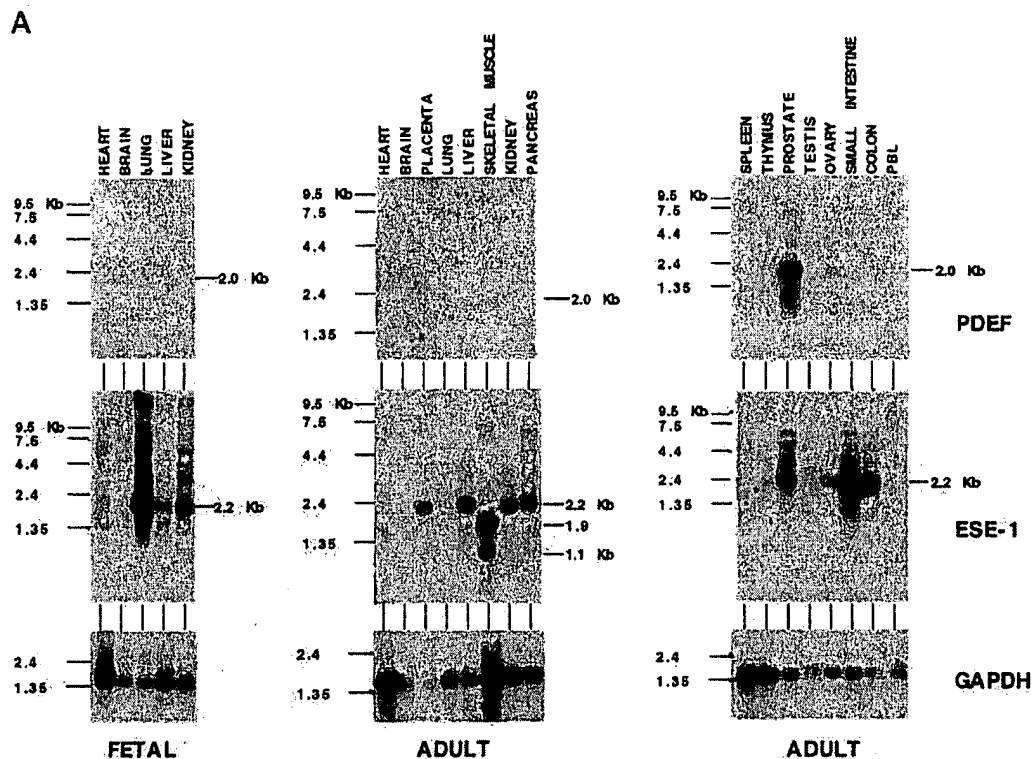 A
HEART
BRAIN
LUNG
LIVER
KIDNEY
HEART
BRAIN
PLACENTA
LUNG
LIVER
SKELETAL MUSCLE
KIDNEY
PANCREAS
SPLEEN
THYMUS
PROSTATE
TESTIS
OVARY
SMALL INTESTINE
COLON
PBL
9.5 Kb
7.5
4.4
2.4
1.35
2.0 Kb
9.5 Kb
7.5
4.4
2.4
1.35
2.0 Kb
9.5 Kb
7.5
4.4
2.4
1.35
2.0 Kb
PDEF
9.5 Kb
7.5
4.4
2.4
1.35
2.2 Kb
9.5 Kb
7.5
4.4
2.4
1.35
2.2 Kb
1.9
1.1 Kb
9.5 Kb
7.5
4.4
2.4
1.35
2.2 Kb
ESE-1
2.4
1.35
2.4
1.35
2.4
1.35
GAPDH
FETAL
ADULT
ADULT